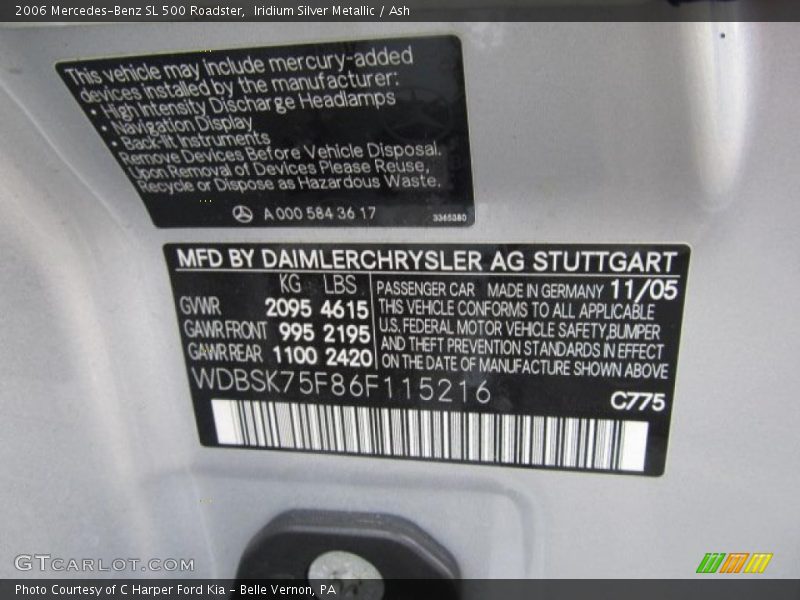 2006 Mercedes-Benz SL 500 Roadster,  Iridium Silver Metallic / Ash
This vehicle may include mercury-added
devices installed by the manufacturer:
• High Intensity Discharge Headlamps
• Navigation Display
• Back-lit Instruments
Remove Devices Before Vehicle Disposal.
Upon Removal of Devices Please Reuse,
Recycle or Dispose as Hazardous Waste.
A 000 584 36 17
3365380
MFD BY DAIMLERCHRYSLER AG STUTTGART
KG LBS
GVWR 2095 4615
GAWR FRONT 995 2195
GAWR REAR 1100 2420
PASSENGER CAR MADE IN GERMANY 11/05
THIS VEHICLE CONFORMS TO ALL APPLICABLE
U.S. FEDERAL MOTOR VEHICLE SAFETY,BUMPER
AND THEFT PREVENTION STANDARDS IN EFFECT
ON THE DATE OF MANUFACTURE SHOWN ABOVE
WDBSK75F86F115216
C775
GTCARLOT.COM
Photo Courtesy of C Harper Ford Kia - Belle Vernon, PA